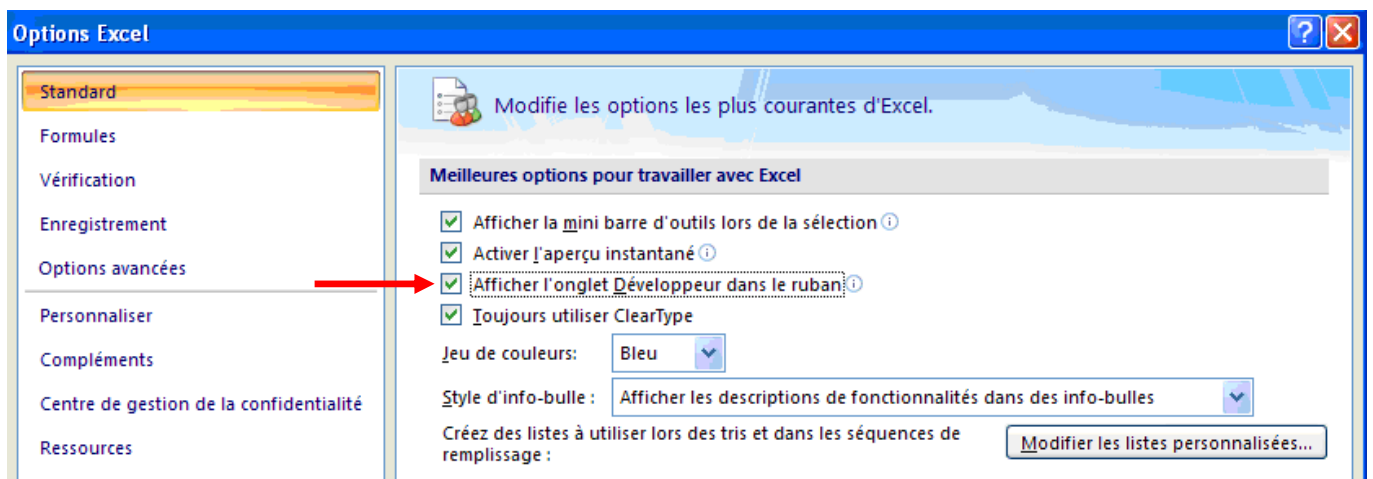 Options Excel
Standard
Formules
Vérification
Enregistrement
Options avancées
Personnaliser
Compléments
Centre de gestion de la confidentialité
Ressources
Modifie les options les plus courantes d'Excel.
Meilleures options pour travailler avec Excel
Afficher la mini barre d'outils lors de la sélection
Activer l'aperçu instantané
Afficher l'onglet Développeur dans le ruban
Toujours utiliser ClearType
Jeu de couleurs: Bleu
Style d'info-bulle : Afficher les descriptions de fonctionnalités dans des info-bulles
Créez des listes à utiliser lors des tris et dans les séquences de
remplissage :
Modifier les listes personnalisées...